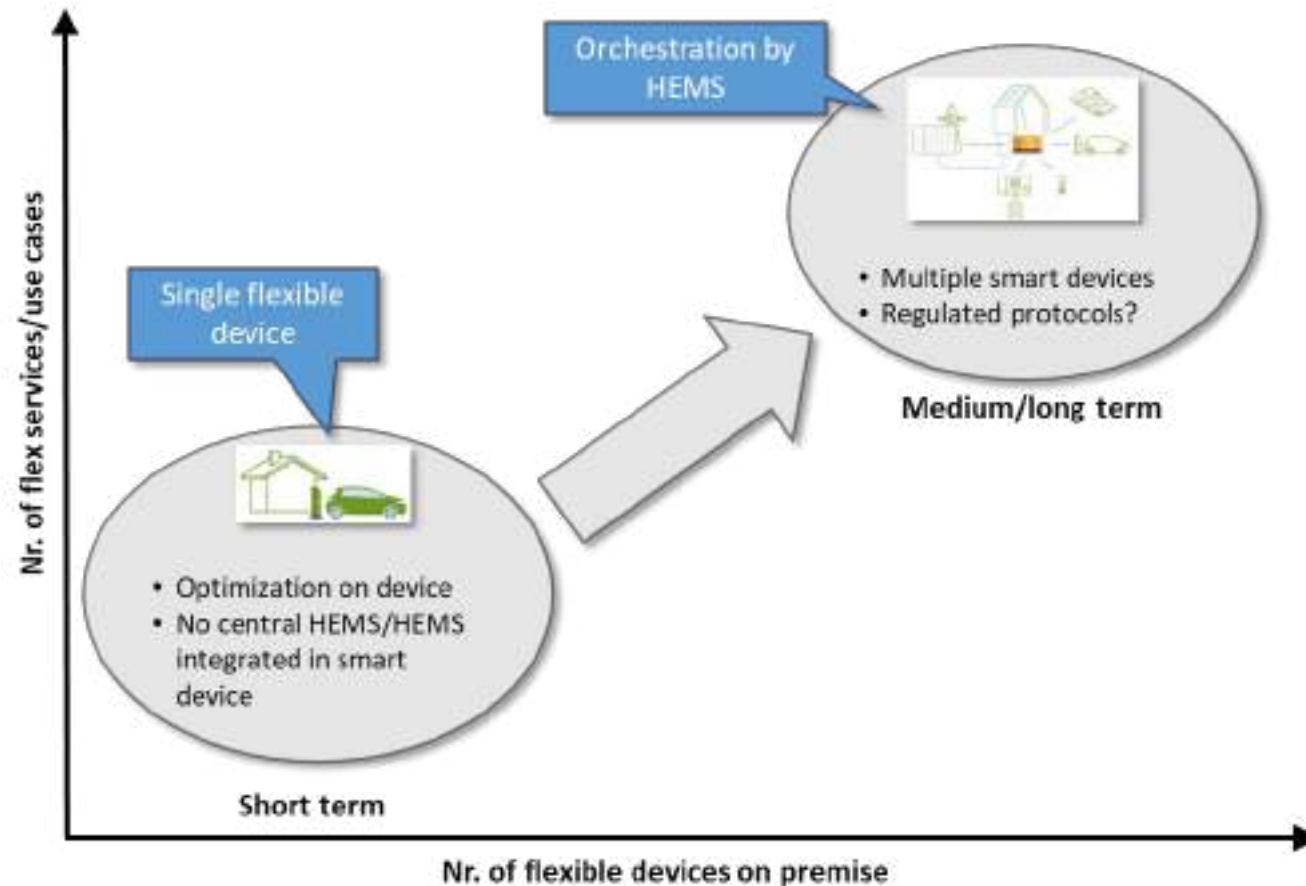 Orchestration by
HEMS
• Multiple smart devices
• Regulated protocols?
Medium/long term
Single flexible
device
• Optimization on device
• No central HEMS/HEMS
integrated in smart
device
Short term
Nr. of flex services/use cases
Nr. of flexible devices on premise